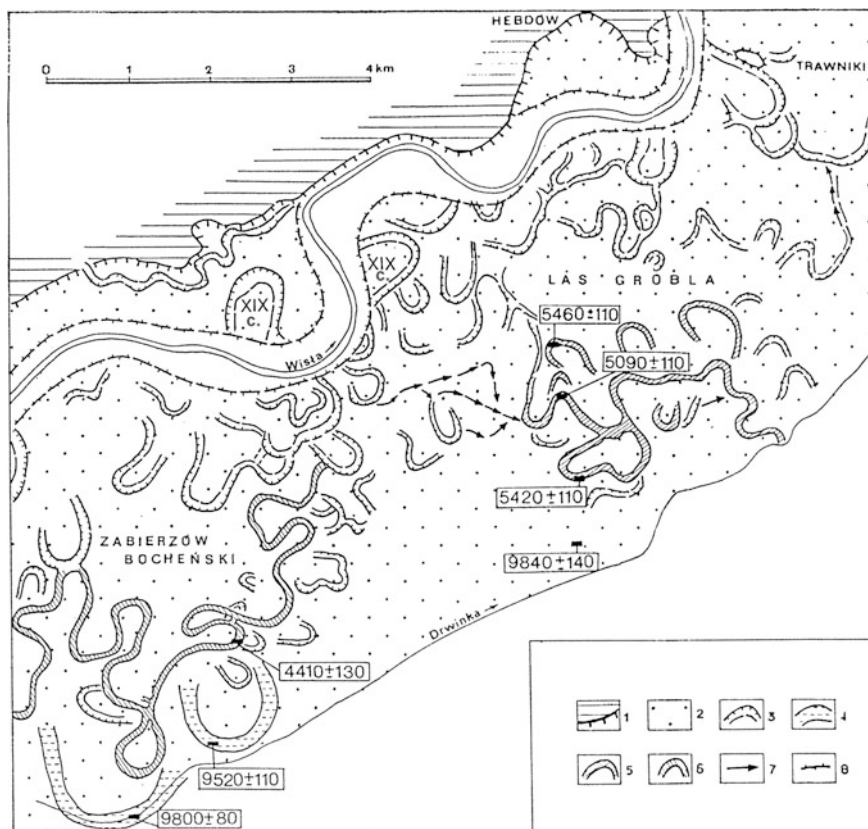 HEBDÓW
TRAWNIKI
0 1 2 3 4 km
XIX
c.
XIX
c.
LAS GROBLA
5460±110
Wisła
5090±110
5420±110
ZABIERZÓW
BOCHEŃSKI
9840±140
Drwinka
4410±130
9520±110
9800±80
1 2 3 4
5 6 7 8